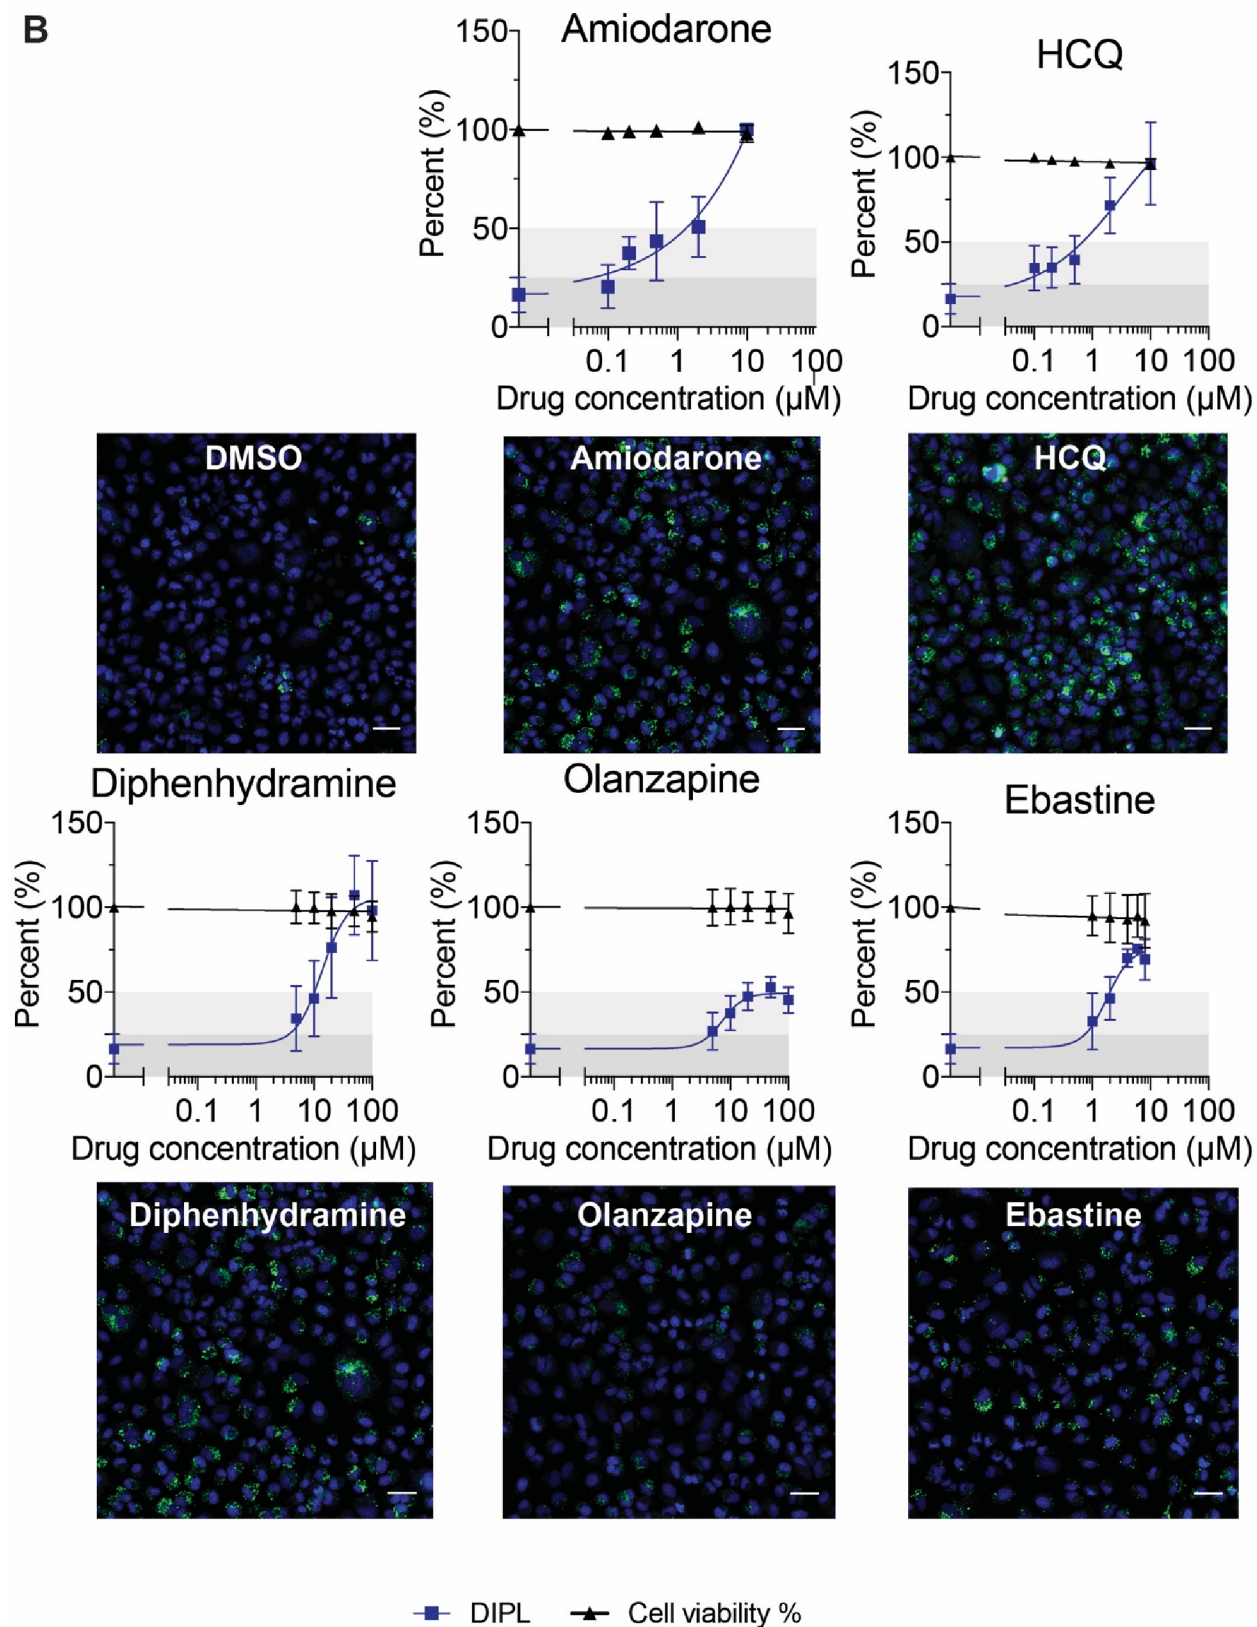 B
Amiodarone
150
100
50
0
Percent (%)
0.1 1 10 100
Drug concentration (µM)
HCQ
150
100
50
0
Percent (%)
0.1 1 10 100
Drug concentration (µM)
DMSO
Amiodarone
HCQ
Diphenhydramine
150
100
50
0
Percent (%)
0.1 1 10 100
Drug concentration (µM)
Olanzapine
150
100
50
0
Percent (%)
0.1 1 10 100
Drug concentration (µM)
Ebastine
150
100
50
0
Percent (%)
0.1 1 10 100
Drug concentration (µM)
Diphenhydramine
Olanzapine
Ebastine
DIPL
Cell viability %